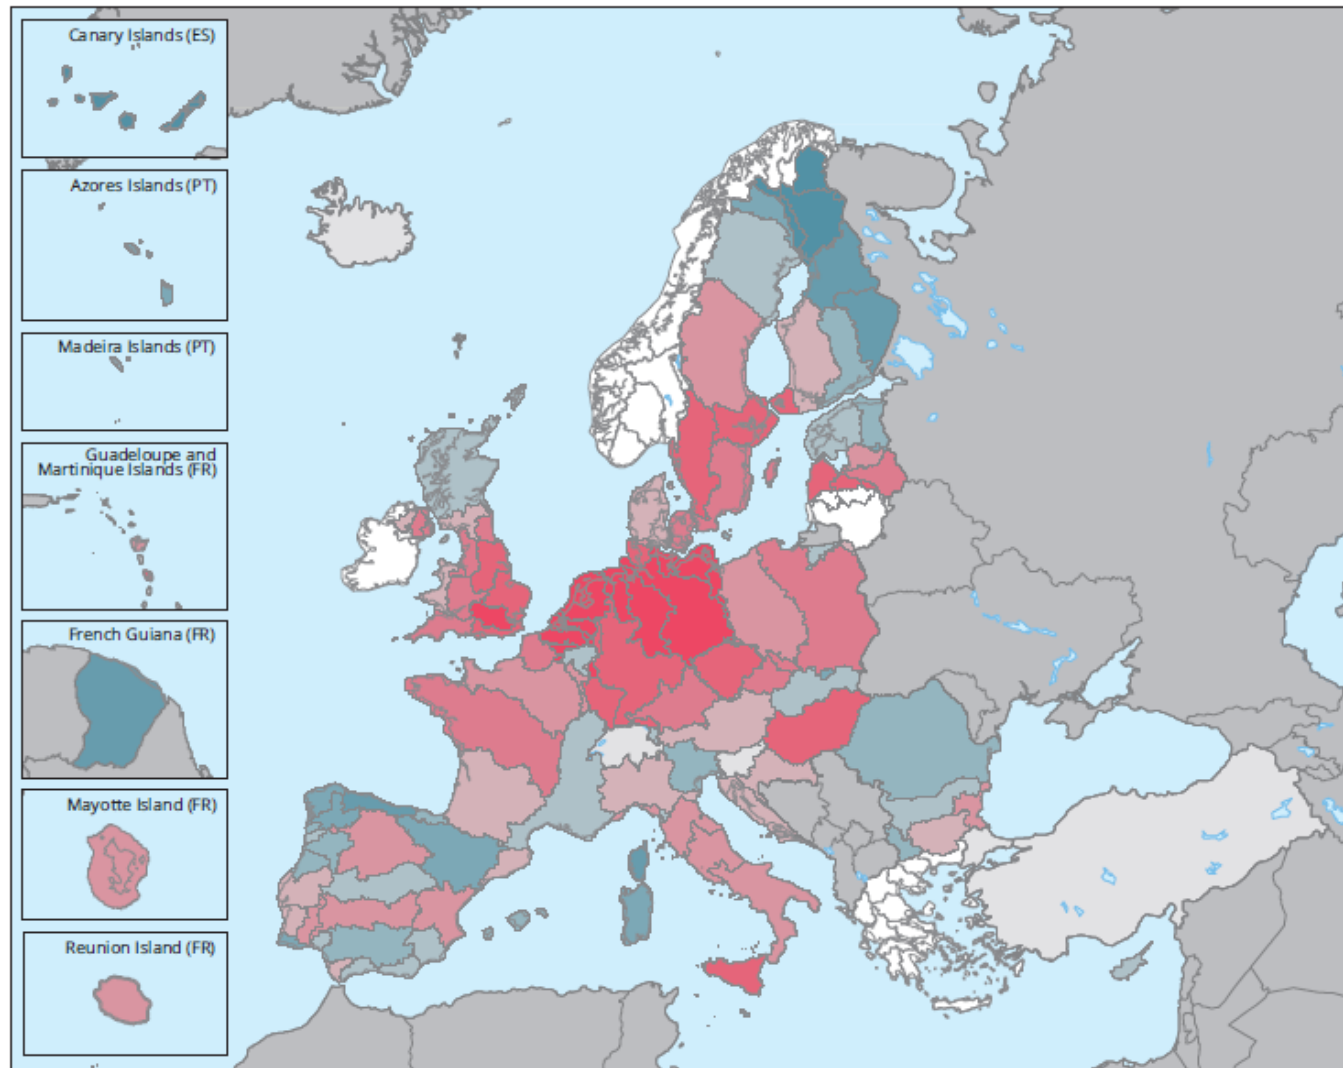 Canary Islands (ES)
Azores Islands (PT)
Madeira Islands (PT)
Guadeloupe and
Martinique Islands (FR)
French Guiana (FR)
Mayotte Island (FR)
Reunion Island (FR)